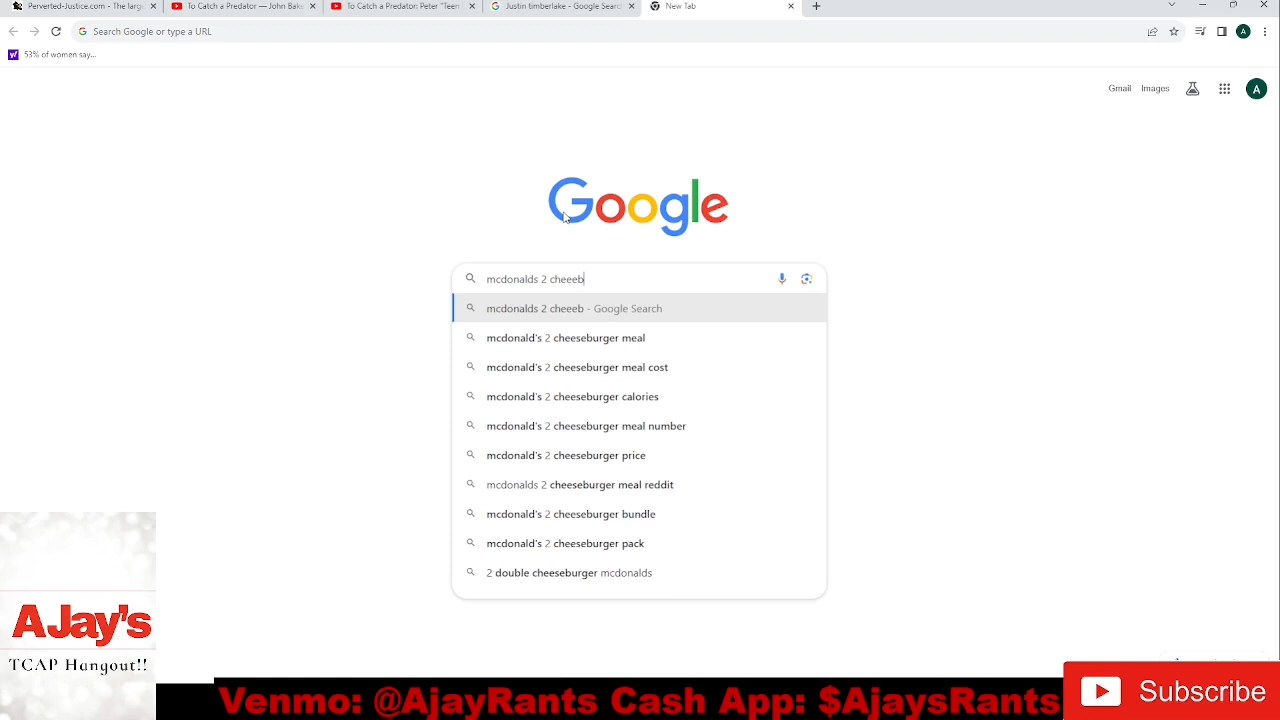 Perverted-Justice.com - The larg
To Catch a Predator – John Bake
To Catch a Predator: Peter "Teen
Justin timberlake - Google Search
New Tab
Search Google or type a URL
A
53% of women say...
Gmail
Images
A
Google
mcdonalds 2 cheeeb
mcdonalds 2 cheeeb - Google Search
mcdonald's 2 cheeseburger meal
mcdonald's 2 cheeseburger meal cost
mcdonald's 2 cheeseburger calories
mcdonald's 2 cheeseburger meal number
mcdonald's 2 cheeseburger price
mcdonalds 2 cheeseburger meal reddit
mcdonald's 2 cheeseburger bundle
mcdonald's 2 cheeseburger pack
2 double cheeseburger mcdonalds
AJay's
TCAP Hangout!!
Venmo: @AjayRants Cash App: $AjaysRants
Subscribe